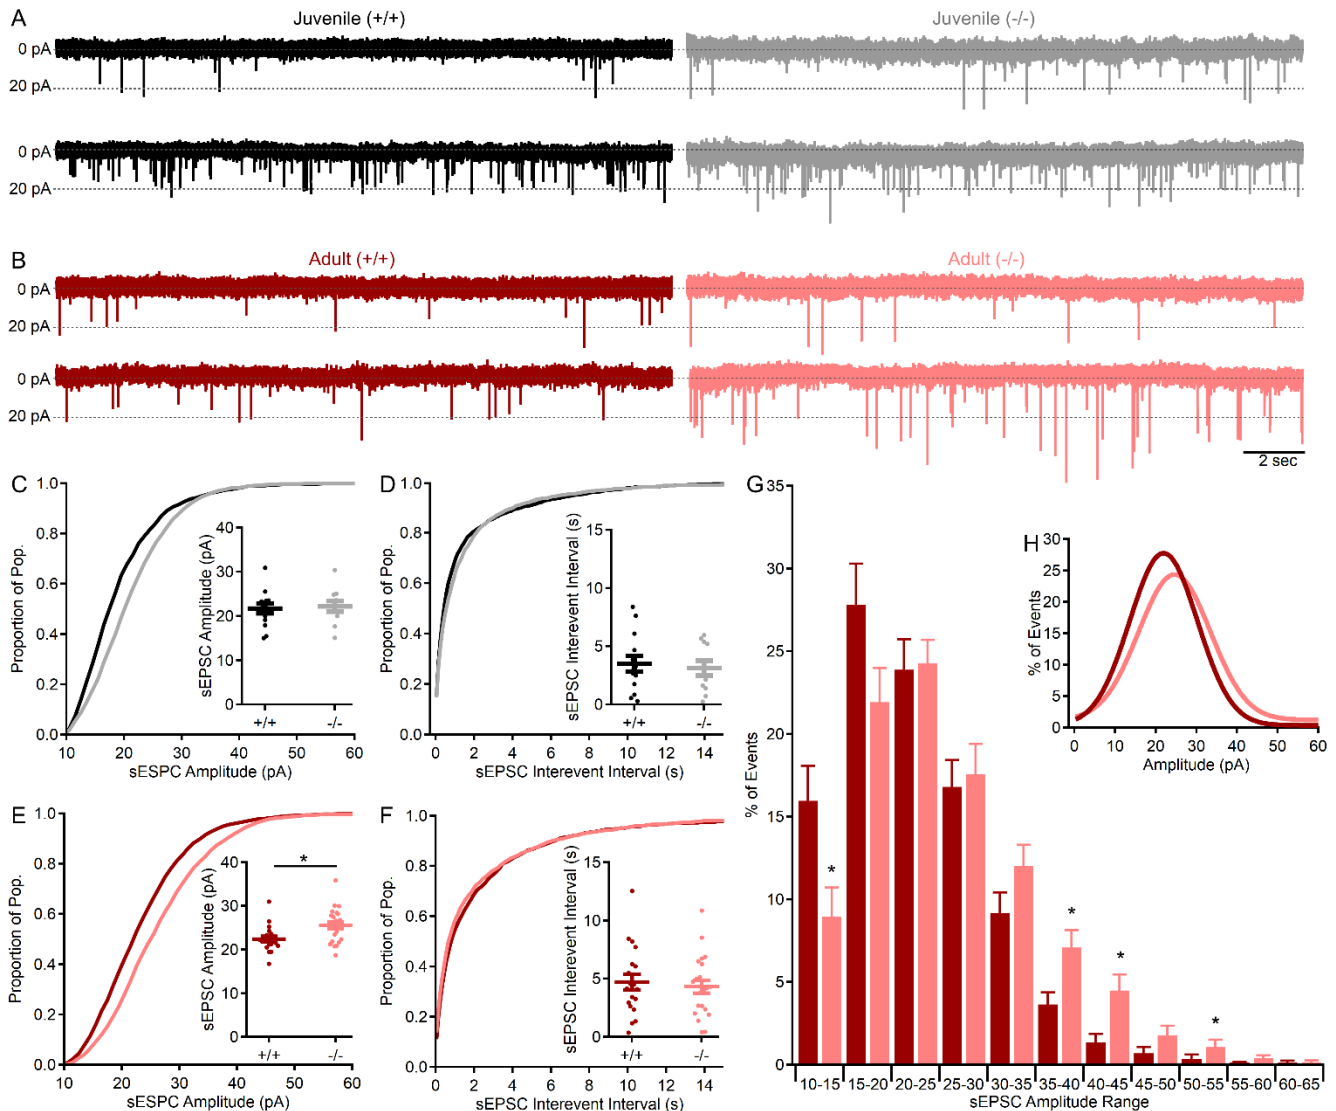 A
Juvenile (+/+)
Juvenile (-/-)
0 pA
20 pA
0 pA
20 pA
B
Adult (+/+)
Adult (-/-)
0 pA
20 pA
0 pA
20 pA
2 sec
C
Proportion of Pop.
1.0
0.8
0.6
0.4
0.2
0.0
10 20 30 40 50 60
sESPC Amplitude (pA)
sEPSC Amplitude (pA)
40
30
20
10
0
+/+ -/-
D
Proportion of Pop.
1.0
0.8
0.6
0.4
0.2
0.0
0 2 4 6 8 10 12 14
sEPSC Interevent Interval (s)
sEPSC Interevent Interval (s)
15
10
5
0
+/+ -/-
E
Proportion of Pop.
1.0
0.8
0.6
0.4
0.2
0.0
10 20 30 40 50 60
sESPC Amplitude (pA)
sEPSC Amplitude (pA)
40
30
20
10
0
*
+/+ -/-
F
Proportion of Pop.
1.0
0.8
0.6
0.4
0.2
0.0
0 2 4 6 8 10 12 14
sEPSC Interevent Interval (s)
sEPSC Interevent Interval (s)
15
10
5
0
+/+ -/-
G
% of Events
35
30
25
20
15
10
5
0
* * * *
10-15 15-20 20-25 25-30 30-35 35-40 40-45 45-50 50-55 55-60 60-65
sEPSC Amplitude Range
H
% of Events
30
25
20
15
10
5
0
0 10 20 30 40 50 60
Amplitude (pA)